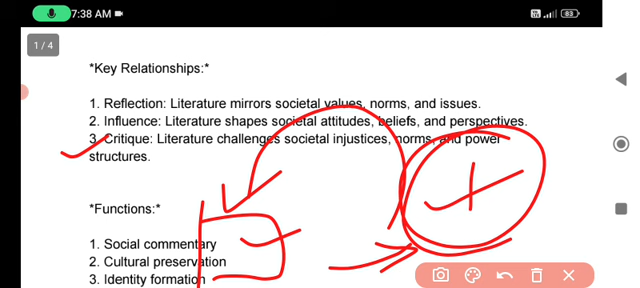 7:38 AM
83
1 / 4
*Key Relationships:*
1. Reflection: Literature mirrors societal values, norms, and issues.
2. Influence: Literature shapes societal attitudes, beliefs, and perspectives.
3. Critique: Literature challenges societal injustices, norms, and power
structures.
*Functions:*
1. Social commentary
2. Cultural preservation
3. Identity formation